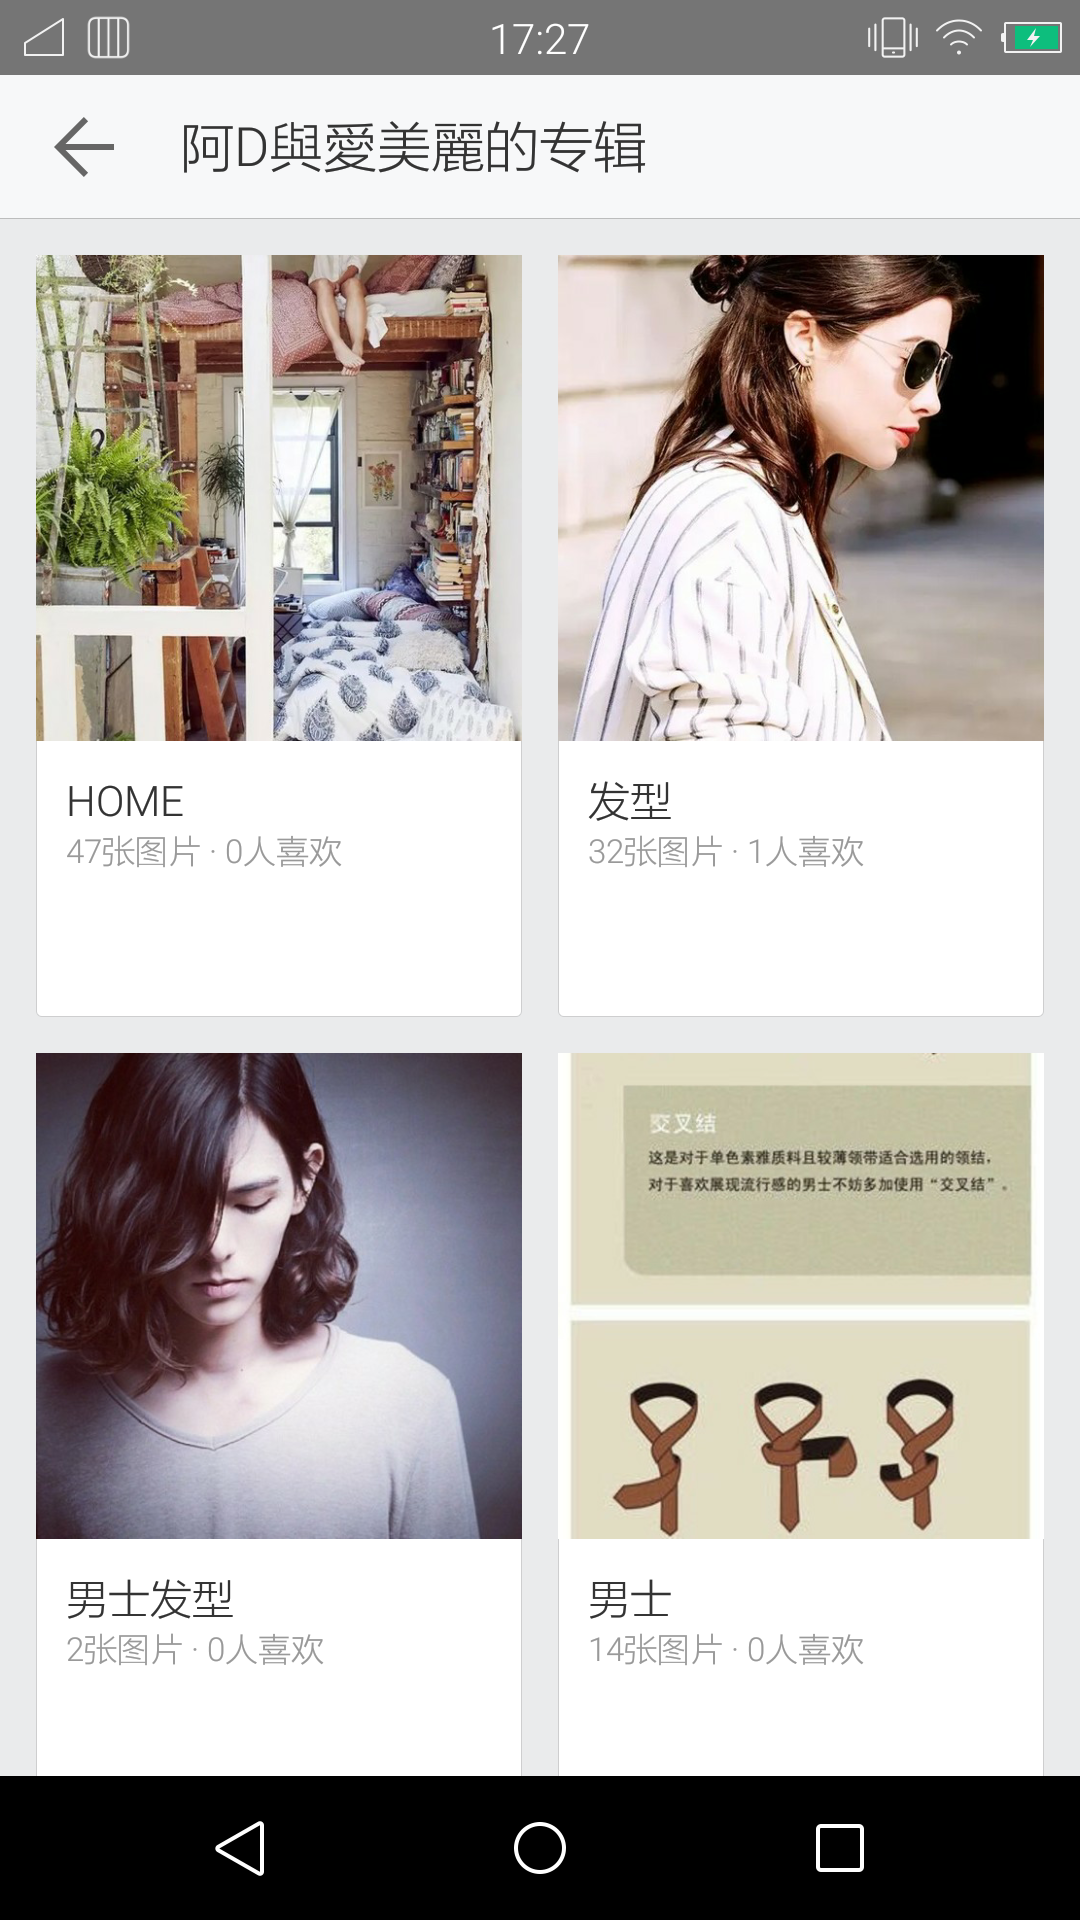 17:27
阿D與愛美麗的专辑
HOME
47张图片 · 0人喜欢
发型
32张图片 · 1人喜欢
交叉结
这是对于单色素雅质料且较薄领带适合选用的领结，
对于喜欢展现流行感的男士不妨多加使用“交叉结”。
男士发型
2张图片 · 0人喜欢
男士
14张图片 · 0人喜欢